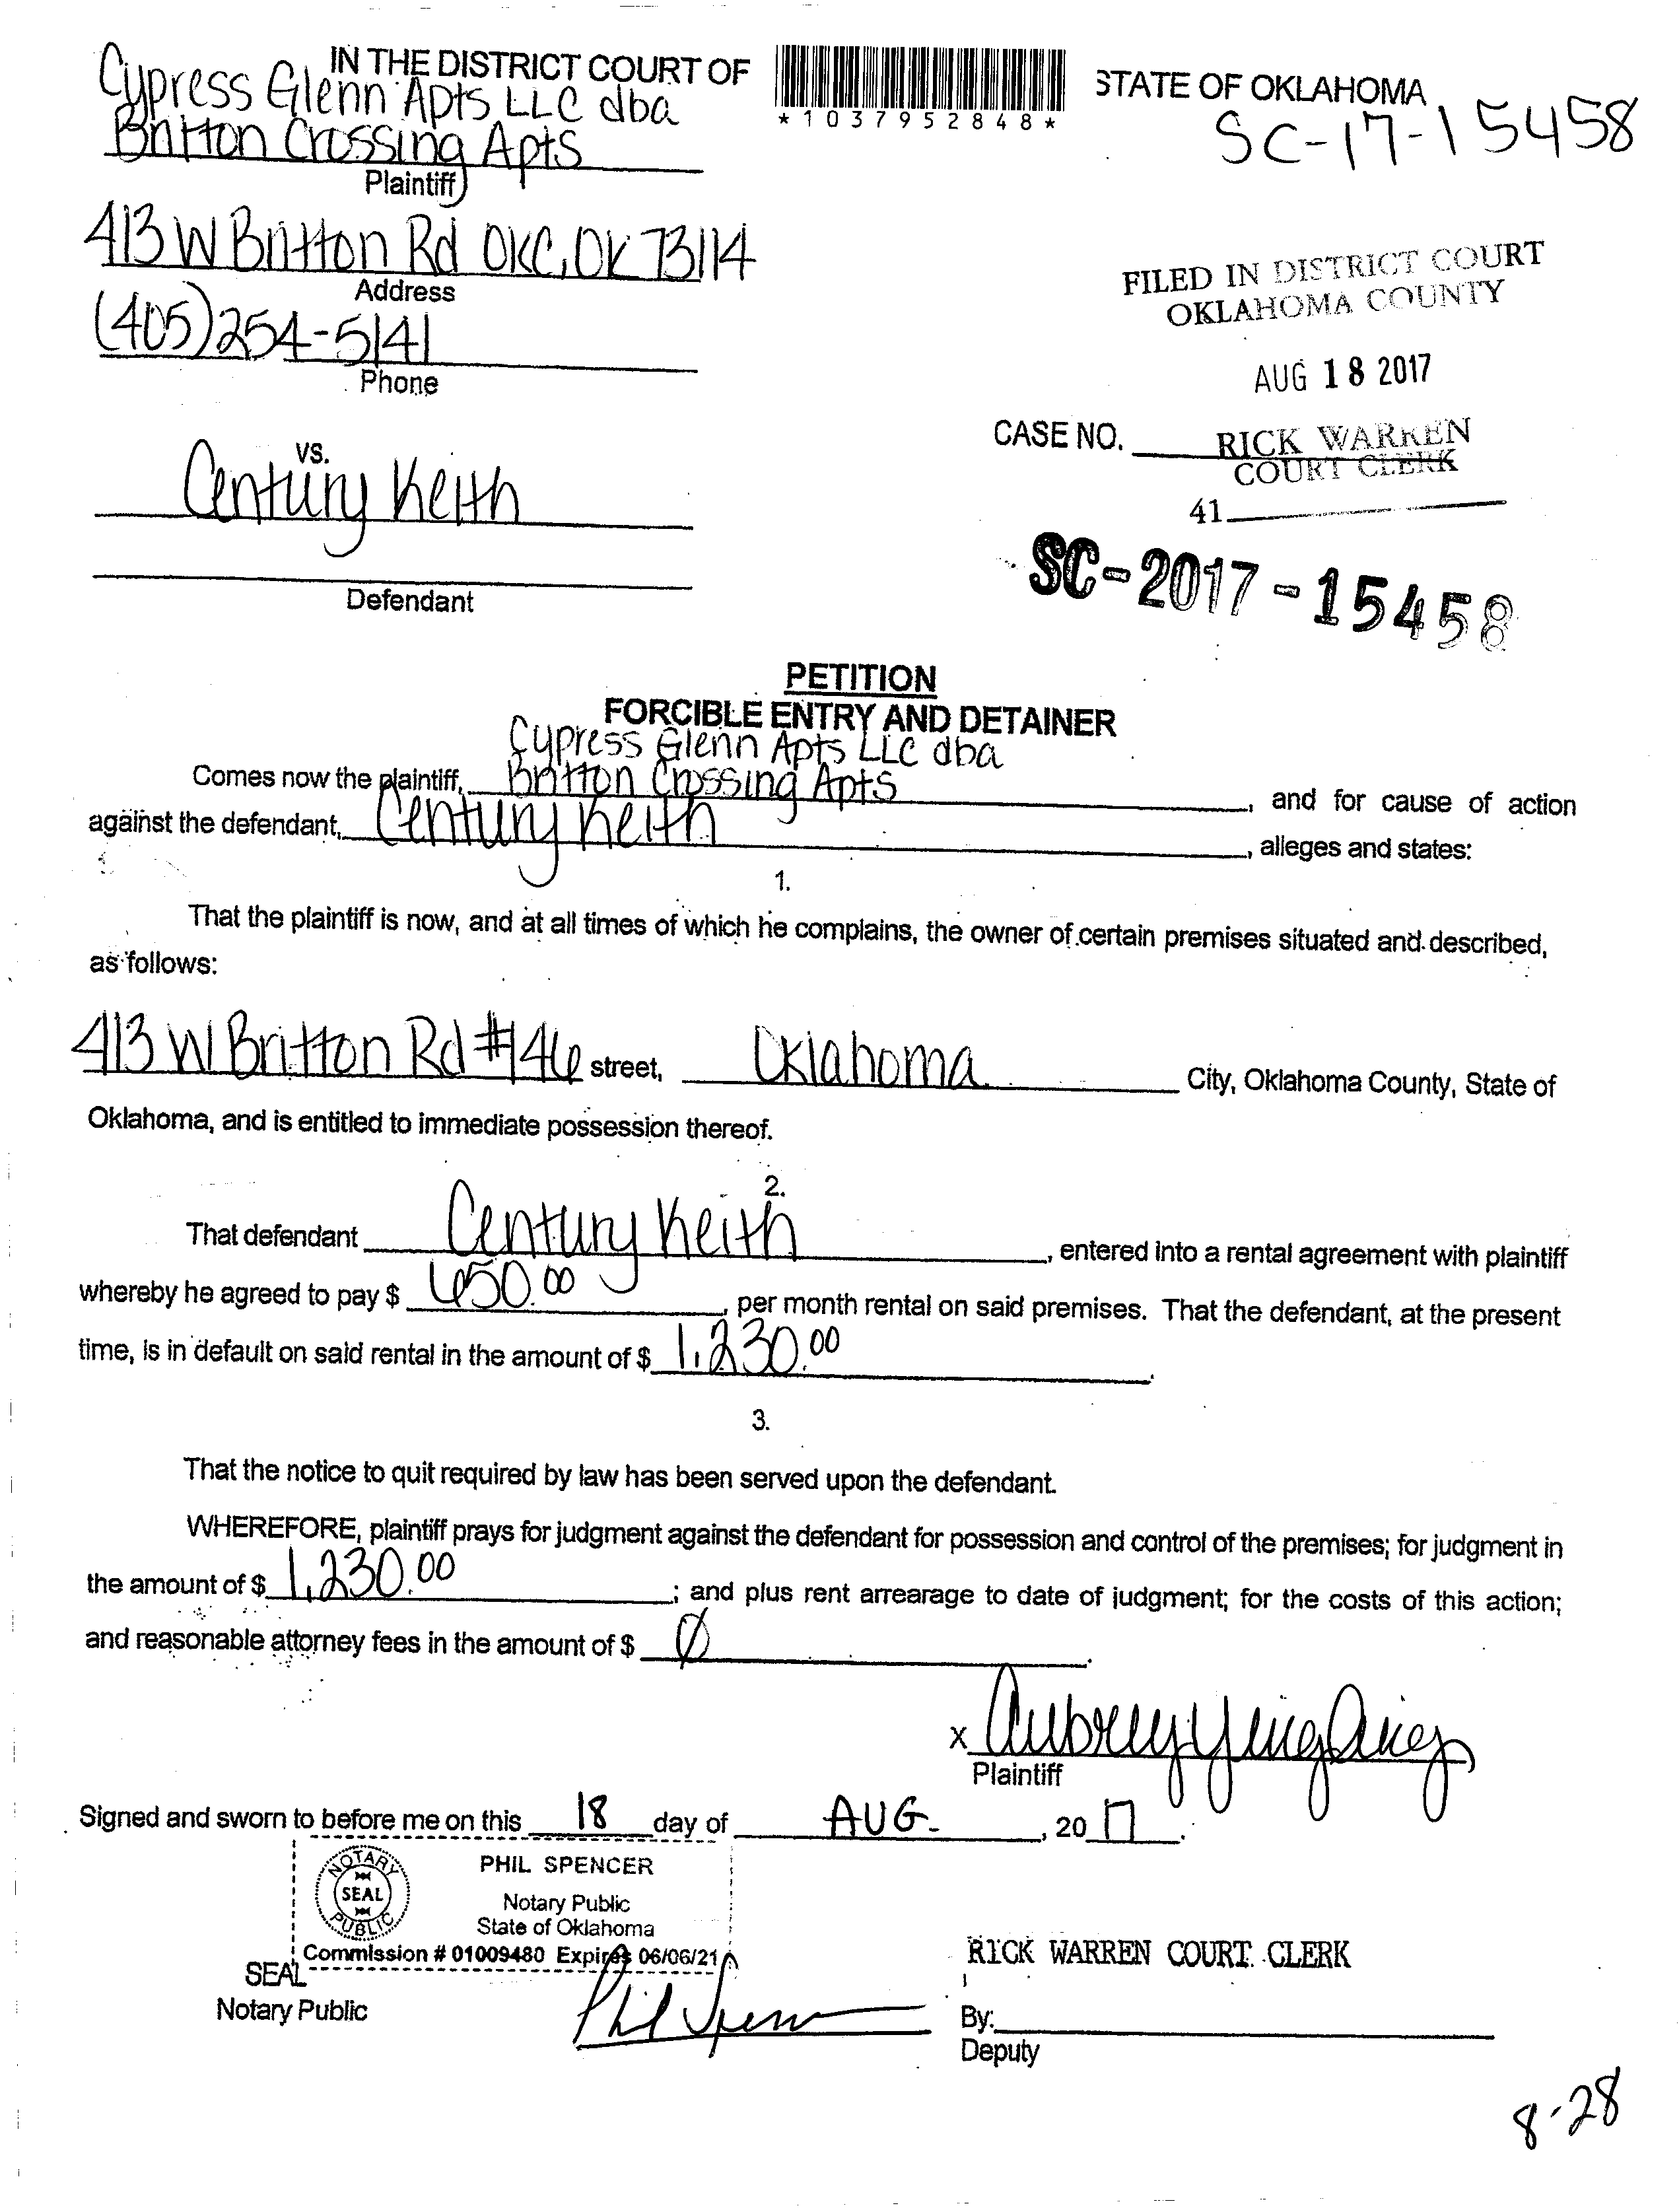 IN THE DISTRICT COURT OF
STATE OF OKLAHOMA
*1037952848*
SC-17-15458
Cypress Glenn Apts LLC dba
Britton Crossing Apts
Plaintiff
413 W Britton Rd OKC, OK 73114
Address
(405)254-5141
Phone
FILED IN DISTRICT COURT
OKLAHOMA COUNTY
AUG 18 2017
CASE NO.
RICK WARREN
COURT CLERK
41
vs.
Century Keith
Defendant
SC-2017-15458
PETITION
FORCIBLE ENTRY AND DETAINER
Cypress Glenn Apts LLC dba
Comes now the plaintiff, Britton Crossing Apts, and for cause of action
against the defendant, Century Keith, alleges and states:
1.
That the plaintiff is now, and at all times of which he complains, the owner of certain premises situated and described,
as follows:
413 W Britton Rd #146 street, Oklahoma City, Oklahoma County, State of
Oklahoma, and is entitled to immediate possession thereof.
2.
That defendant Century Keith, entered into a rental agreement with plaintiff
whereby he agreed to pay $ 650.00, per month rental on said premises. That the defendant, at the present
time, is in default on said rental in the amount of $ 1,230.00.
3.
That the notice to quit required by law has been served upon the defendant.
WHEREFORE, plaintiff prays for judgment against the defendant for possession and control of the premises; for judgment in
the amount of $ 1,230.00; and plus rent arrearage to date of judgment; for the costs of this action;
and reasonable attorney fees in the amount of $ Ø.
x Aubrey
Plaintiff
Signed and sworn to before me on this 18 day of AUG., 20 17.
NOTARY
SEAL
PUBLIC
PHIL SPENCER
Notary Public
State of Oklahoma
Commission # 01009480 Expires 06/06/21
SEAL
Notary Public
Phil Spencer
RICK WARREN COURT CLERK
By:
Deputy
8-28